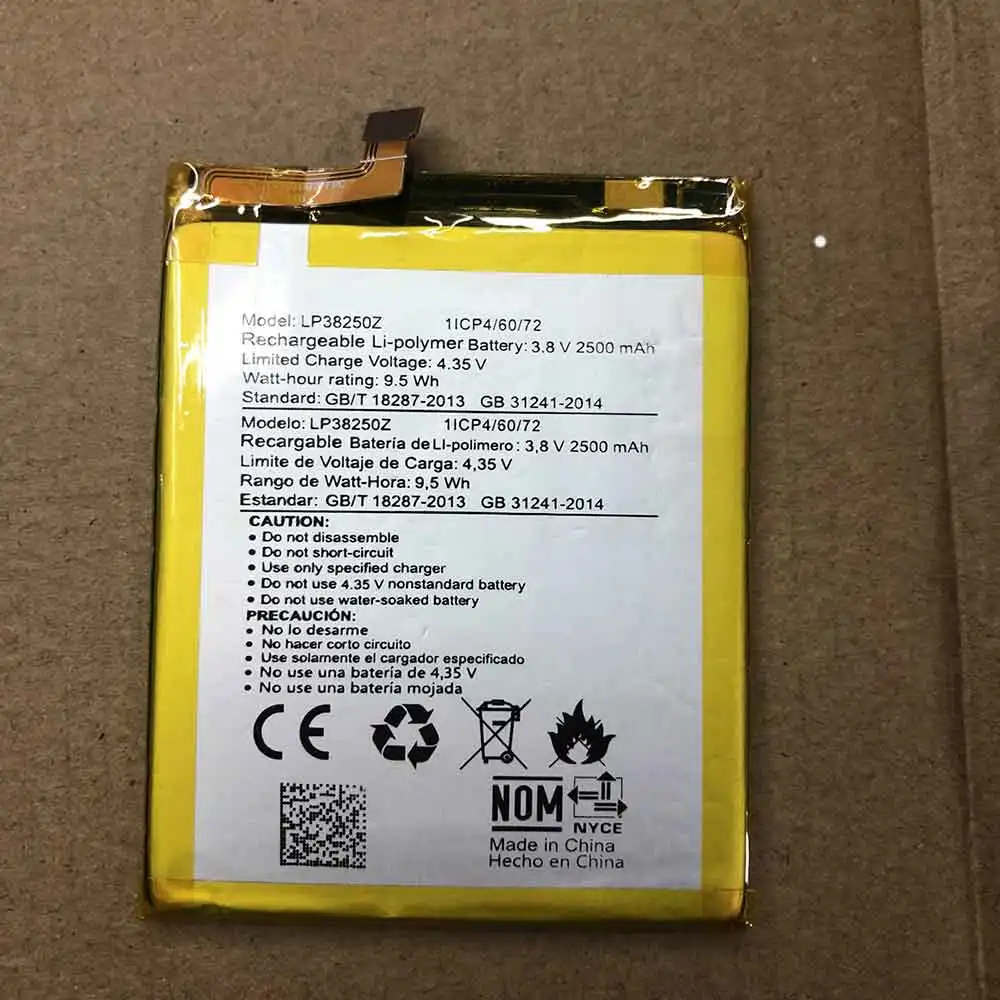 Model: LP38250Z 1ICP4/60/72
Rechargeable Li-polymer Battery: 3.8 V 2500 mAh
Limited Charge Voltage: 4.35 V
Watt-hour rating: 9.5 Wh
Standard: GB/T 18287-2013 GB 31241-2014
Modelo: LP38250Z 1ICP4/60/72
Recargable Batería de LI-polimero: 3,8 V 2500 mAh
Limite de Voltaje de Carga: 4,35 V
Rango de Watt-Hora: 9,5 Wh
Estandar: GB/T 18287-2013 GB 31241-2014
CAUTION:
• Do not disassemble
• Do not short-circuit
• Use only specified charger
• Do not use 4.35 V nonstandard battery
• Do not use water-soaked battery
PRECAUCIÓN:
• No lo desarme
• No hacer corto circuito
• Use solamente el cargador especificado
• No use una batería de 4,35 V
• No use una batería mojada
CE
NOM
NYCE
Made in China
Hecho en China